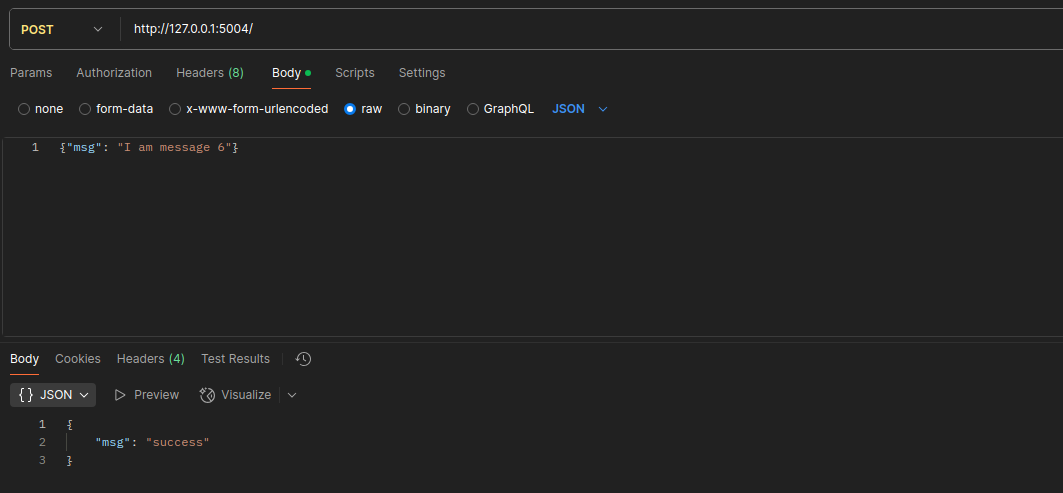 POST http://127.0.0.1:5004/
Params Authorization Headers (8) Body Scripts Settings
none form-data x-www-form-urlencoded raw binary GraphQL JSON
1 {"msg": "I am message 6"}
Body Cookies Headers (4) Test Results
{} JSON Preview Visualize
1 {
2 "msg": "success"
3 }